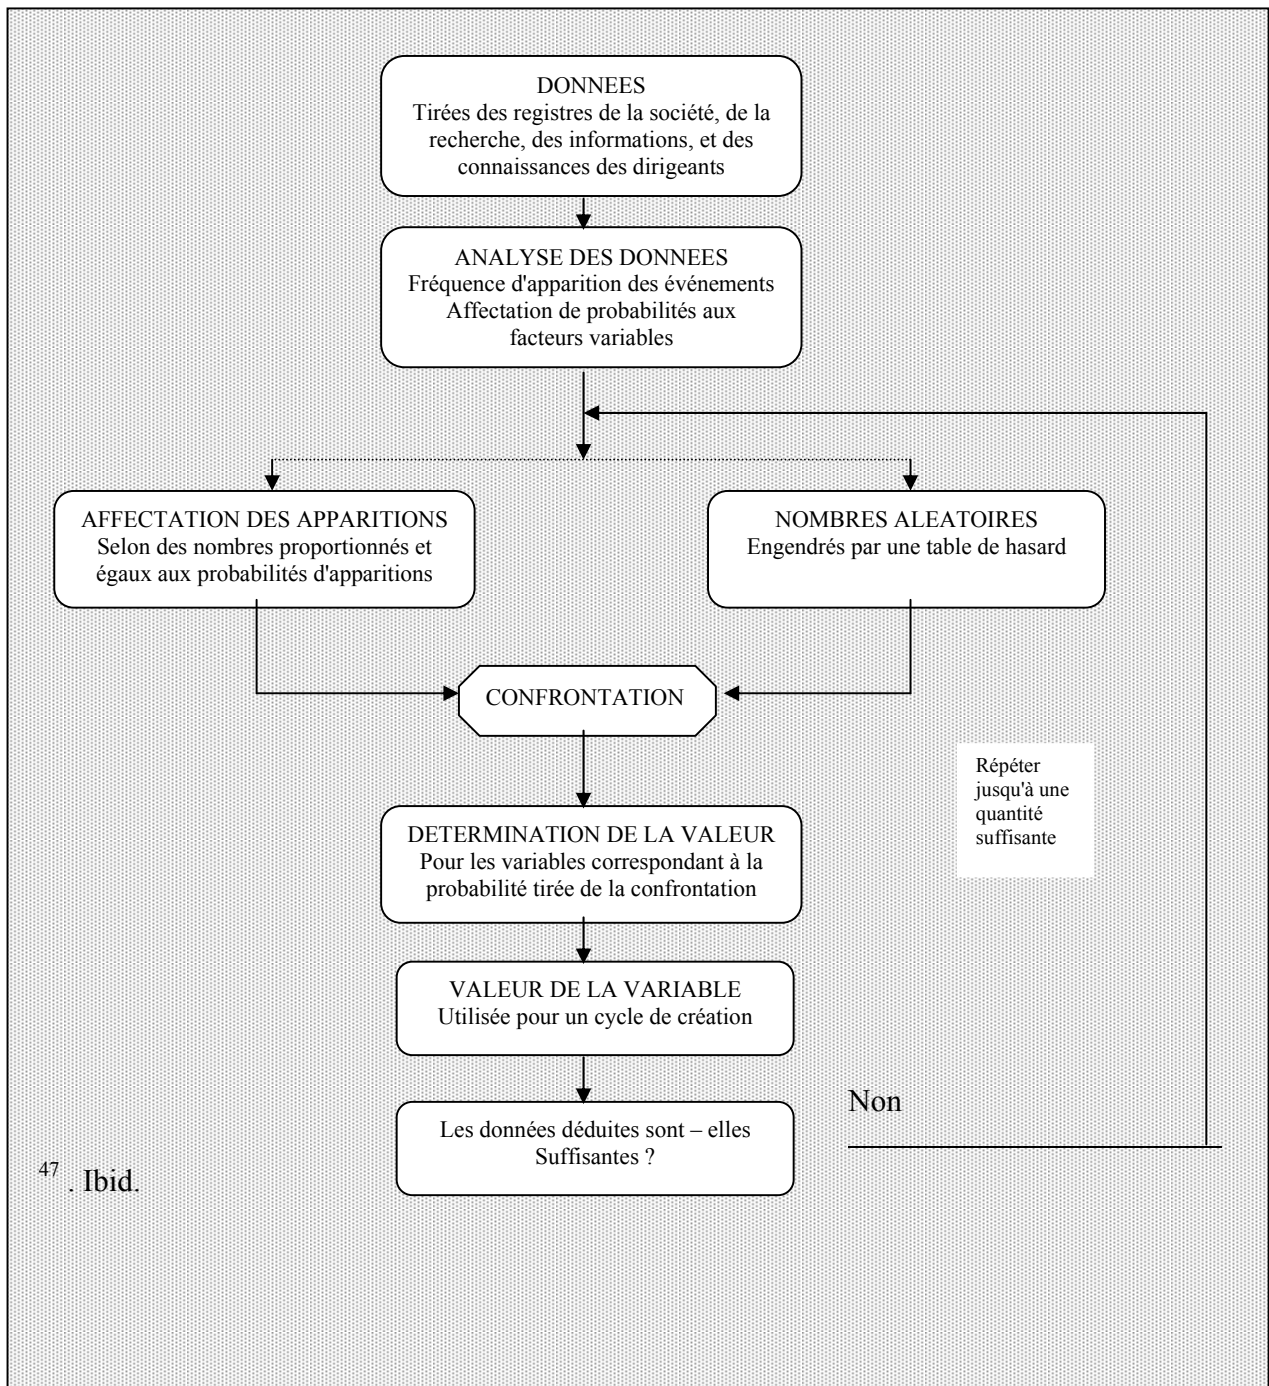 DONNEES
Tirées des registres de la société, de la
recherche, des informations, et des
connaissances des dirigeants
ANALYSE DES DONNEES
Fréquence d'apparition des événements
Affectation de probabilités aux
facteurs variables
AFFECTATION DES APPARITIONS
Selon des nombres proportionnés et
égaux aux probabilités d'apparitions
NOMBRES ALEATOIRES
Engendrés par une table de hasard
CONFRONTATION
Répéter
jusqu'à une
quantité
suffisante
DETERMINATION DE LA VALEUR
Pour les variables correspondant à la
probabilité tirée de la confrontation
VALEUR DE LA VARIABLE
Utilisée pour un cycle de création
Non
Les données déduites sont – elles
Suffisantes ?
47 . Ibid.